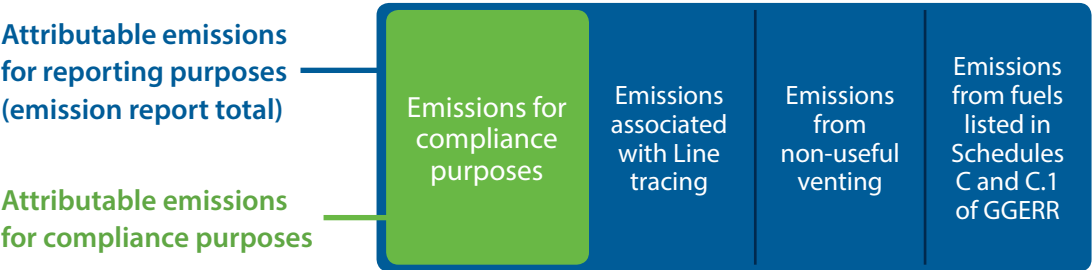 Attributable emissions
for reporting purposes
(emission report total)
Attributable emissions
for compliance purposes
Emissions for
compliance
purposes
Emissions
associated
with Line
tracing
Emissions
from
non-useful
venting
Emissions
from fuels
listed in
Schedules
C and C.1
of GGERR